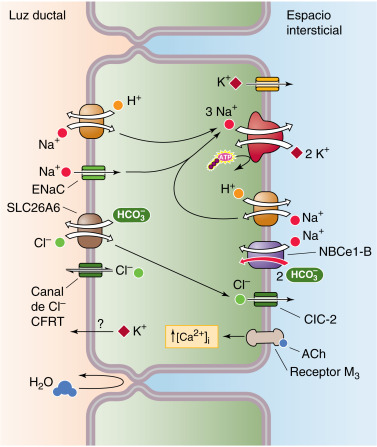 Luz ductal
Espacio
intersticial
K⁺
H⁺
3 Na⁺
Na⁺
2 K⁺
ATP
Na⁺
ENaC
H⁺
SLC26A6
HCO₃⁻
Na⁺
Na⁺
Cl⁻
NBCe1-B
2 HCO₃⁻
Cl⁻
Cl⁻
Canal
de Cl⁻
CFRT
ClC-2
?
K⁺
[Ca²⁺]i
ACh
Receptor M₃
H₂O